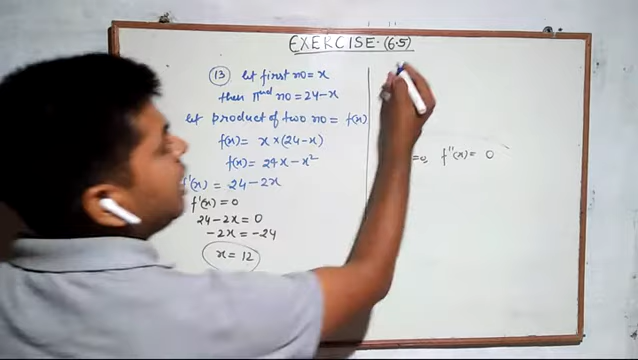 EXERCISE. (6.5)
13 let first no = x
then IInd no = 24-x
let product of two no = f(x)
f(x) = x × (24-x)
f(x) = 24x - x²
f'(x) = 24 - 2x
f'(x) = 0
24 - 2x = 0
-2x = -24
x = 12
=0, f''(x) = 0